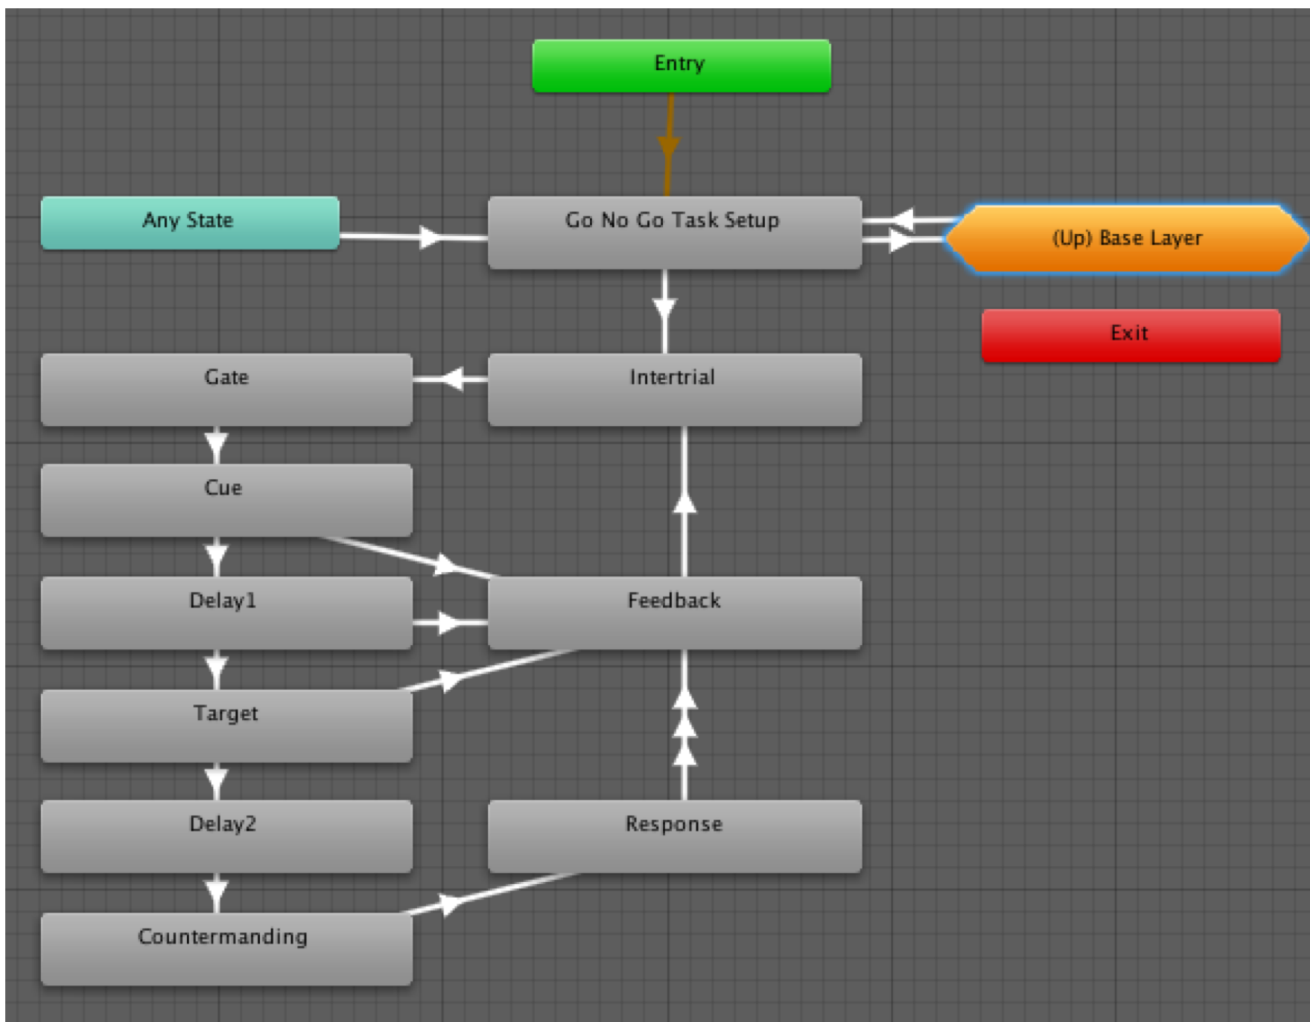 Entry
Any State
Go No Go Task Setup
(Up) Base Layer
Exit
Gate
Intertrial
Cue
Delay1
Feedback
Target
Delay2
Response
Countermanding